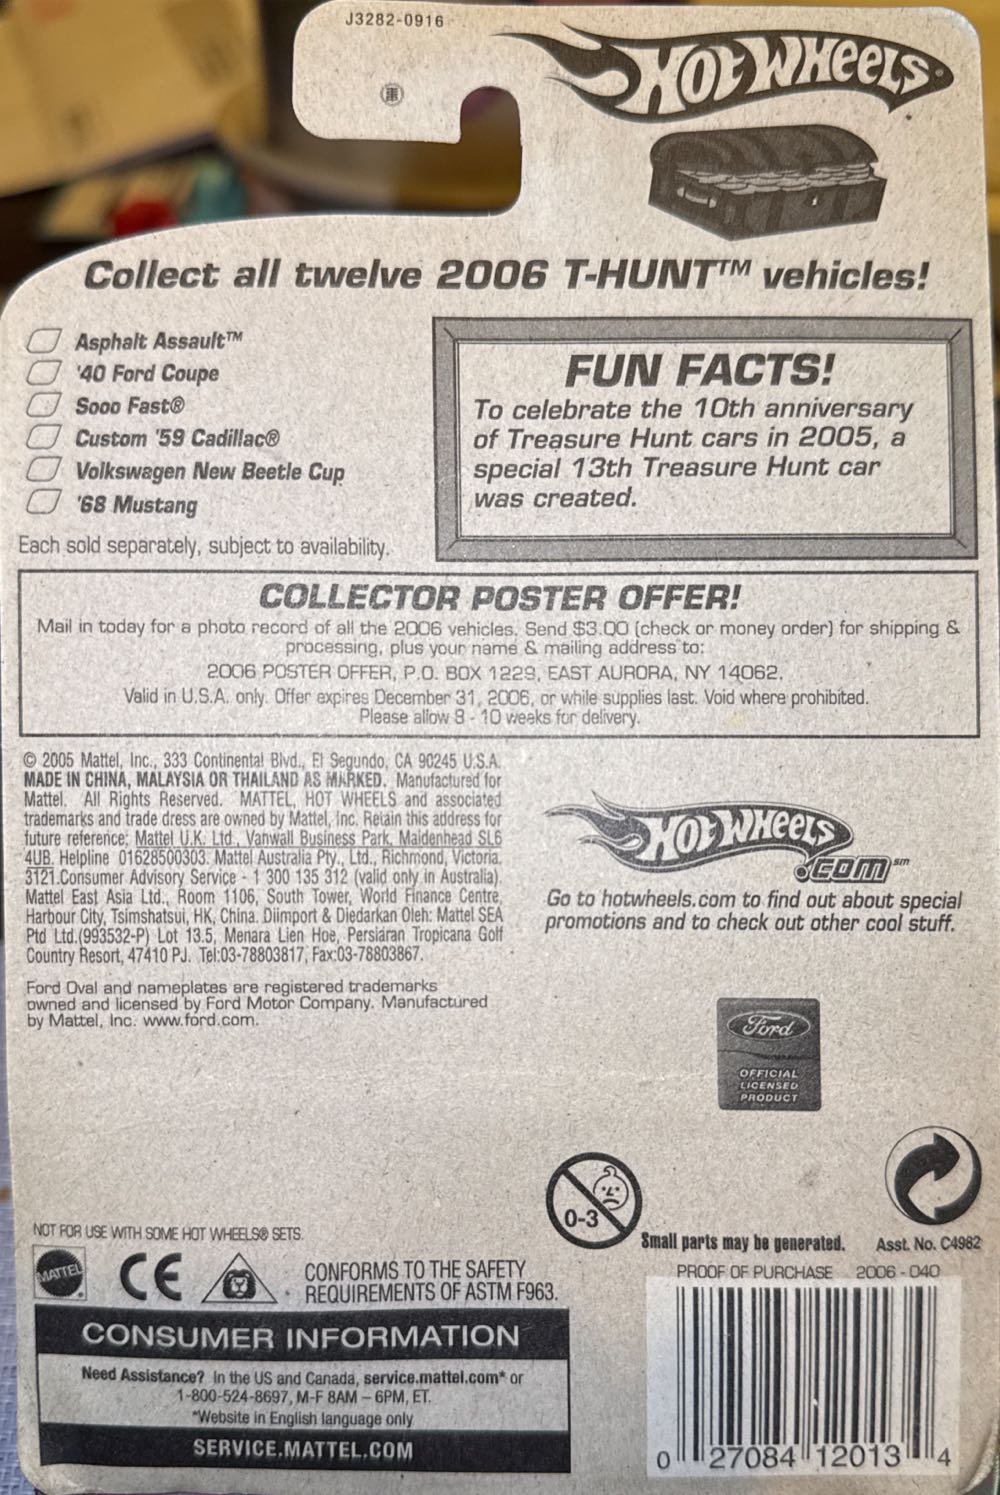 J3282-0916
HOT WHEELS
Collect all twelve 2006 T-HUNT™ vehicles!
Asphalt Assault™
'40 Ford Coupe
Sooo Fast®
Custom '59 Cadillac®
Volkswagen New Beetle Cup
'68 Mustang
Each sold separately, subject to availability.
FUN FACTS!
To celebrate the 10th anniversary
of Treasure Hunt cars in 2005, a
special 13th Treasure Hunt car
was created.
COLLECTOR POSTER OFFER!
Mail in today for a photo record of all the 2006 vehicles. Send $3.00 (check or money order) for shipping &
processing, plus your name & mailing address to:
2006 POSTER OFFER, P.O. BOX 1229, EAST AURORA, NY 14062.
Valid in U.S.A. only. Offer expires December 31, 2006, or while supplies last. Void where prohibited.
Please allow 8 - 10 weeks for delivery.
© 2005 Mattel, Inc., 333 Continental Blvd., El Segundo, CA 90245 U.S.A.
MADE IN CHINA, MALAYSIA OR THAILAND AS MARKED. Manufactured for
Mattel. All Rights Reserved. MATTEL, HOT WHEELS and associated
trademarks and trade dress are owned by Mattel, Inc. Retain this address for
future reference; Mattel U.K. Ltd., Vanwall Business Park, Maidenhead SL6
4UB. Helpline 01628500303. Mattel Australia Pty., Ltd., Richmond, Victoria.
3121.Consumer Advisory Service - 1 300 135 312 (valid only in Australia).
Mattel East Asia Ltd., Room 1106, South Tower, World Finance Centre,
Harbour City, Tsimshatsui, HK, China. Diimport & Diedarkan Oleh: Mattel SEA
Ptd Ltd.(993532-P) Lot 13.5, Menara Lien Hoe, Persiaran Tropicana Golf
Country Resort, 47410 PJ. Tel:03-78803817, Fax:03-78803867.
Ford Oval and nameplates are registered trademarks
owned and licensed by Ford Motor Company. Manufactured
by Mattel, Inc. www.ford.com.
HOT WHEELS
.COM℠
Go to hotwheels.com to find out about special
promotions and to check out other cool stuff.
Ford
OFFICIAL
LICENSED
PRODUCT
0-3
Small parts may be generated.
Asst. No. C4982
NOT FOR USE WITH SOME HOT WHEELS® SETS.
MATTEL®
CE
CONFORMS TO THE SAFETY
REQUIREMENTS OF ASTM F963.
PROOF OF PURCHASE 2006 - 040
CONSUMER INFORMATION
Need Assistance? In the US and Canada, service.mattel.com* or
1-800-524-8697, M-F 8AM – 6PM, ET.
*Website in English language only
SERVICE.MATTEL.COM
0 27084 12013 4